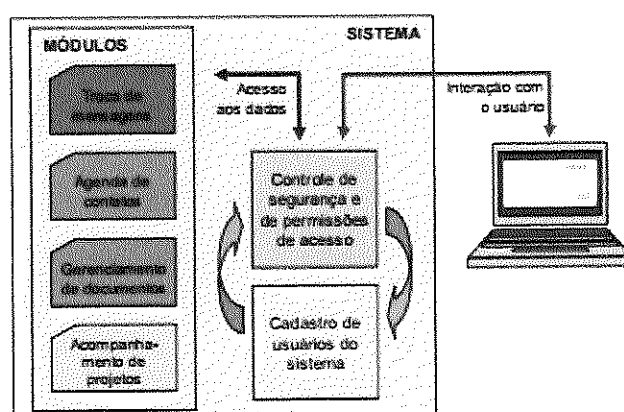 SISTEMA
MÓDULOS
Troca de
mensagens
Agenda de
contatos
Gerenciamento
de documentos
Acompanha-
mento de
projetos
Acesso
aos dados
Controle de
segurança e
de permissões
de acesso
Cadastro de
usuários do
sistema
Interação com
o usuário